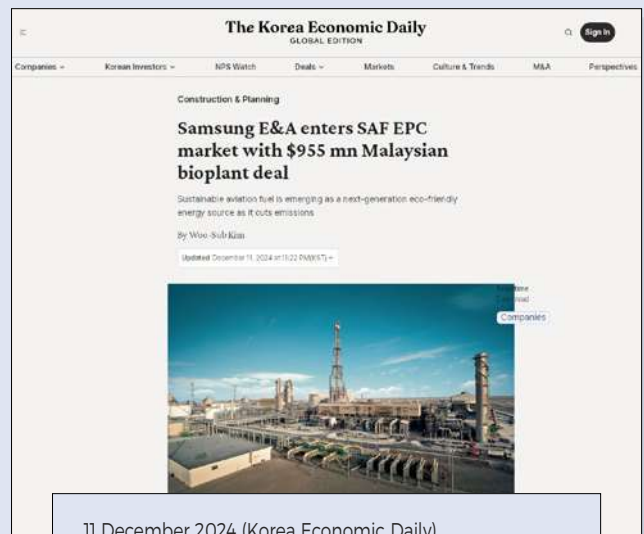 The Korea Economic Daily
GLOBAL EDITION
Sign In
Companies
Korean Investors
NPS Watch
Deals
Markets
Culture & Trends
M&A
Perspectives
Construction & Planning
Samsung E&A enters SAF EPC
market with $955 mn Malaysian
bioplant deal
Sustainable aviation fuel is emerging as a next-generation eco-friendly
energy source as it cuts emissions
By Woo-Sub Kim
Updated December 11, 2024 at 11:22 PM(KST)
Companies
11 December 2024 (Korea Economic Daily)